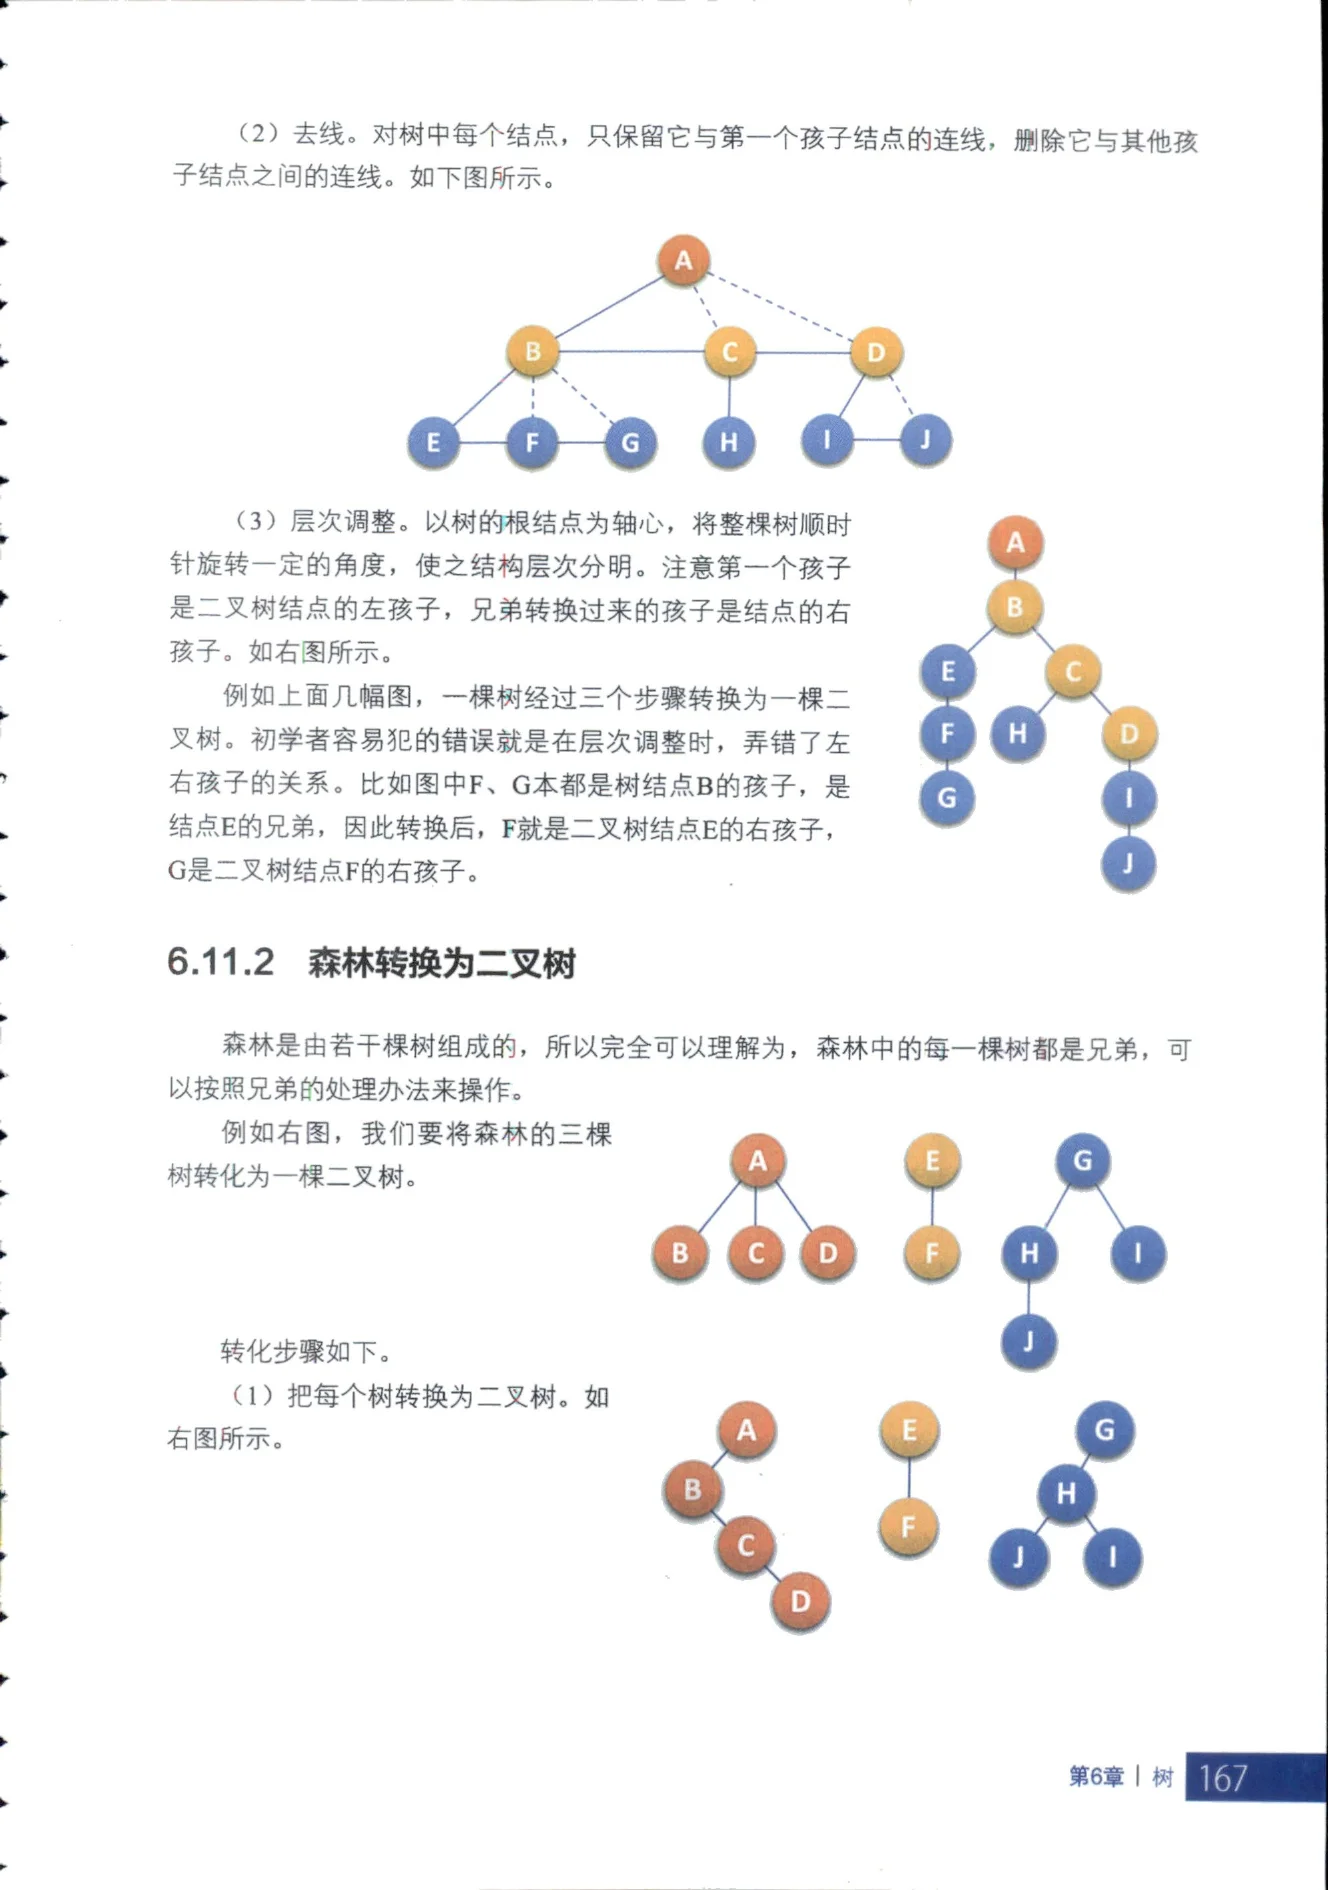 （2）去线。对树中每个结点，只保留它与第一个孩子结点的连线，删除它与其他孩
子结点之间的连线。如下图所示。
A
B C D
E F G H I J
（3）层次调整。以树的根结点为轴心，将整棵树顺时
针旋转一定的角度，使之结构层次分明。注意第一个孩子
是二叉树结点的左孩子，兄弟转换过来的孩子是结点的右
孩子。如右图所示。
例如上面几幅图，一棵树经过三个步骤转换为一棵二
叉树。初学者容易犯的错误就是在层次调整时，弄错了左
右孩子的关系。比如图中F、G本都是树结点B的孩子，是
结点E的兄弟，因此转换后，F就是二叉树结点E的右孩子，
G是二叉树结点F的右孩子。
A
B
E C
F H D
G I
J
6.11.2 森林转换为二叉树
森林是由若干棵树组成的，所以完全可以理解为，森林中的每一棵树都是兄弟，可
以按照兄弟的处理办法来操作。
例如右图，我们要将森林的三棵
树转化为一棵二叉树。
A E G
B C D F H I
J
转化步骤如下。
（1）把每个树转换为二叉树。如
右图所示。
A E G
B H
C F J I
D
第6章 | 树 167